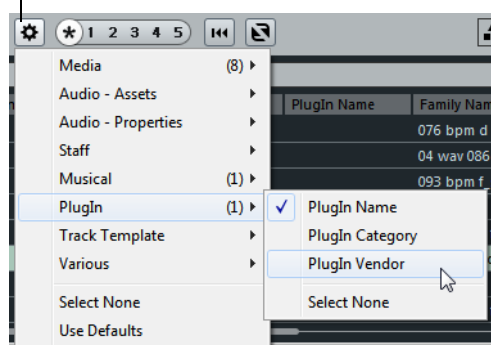 1 2 3 4 5
Media (8)
Audio - Assets
Audio - Properties
Staff
Musical (1)
PlugIn (1)
Track Template
Various
Select None
Use Defaults
PlugIn Name Family Nam
076 bpm d
04 wav 086
093 bpm f_
PlugIn Name
PlugIn Category
PlugIn Vendor
Select None